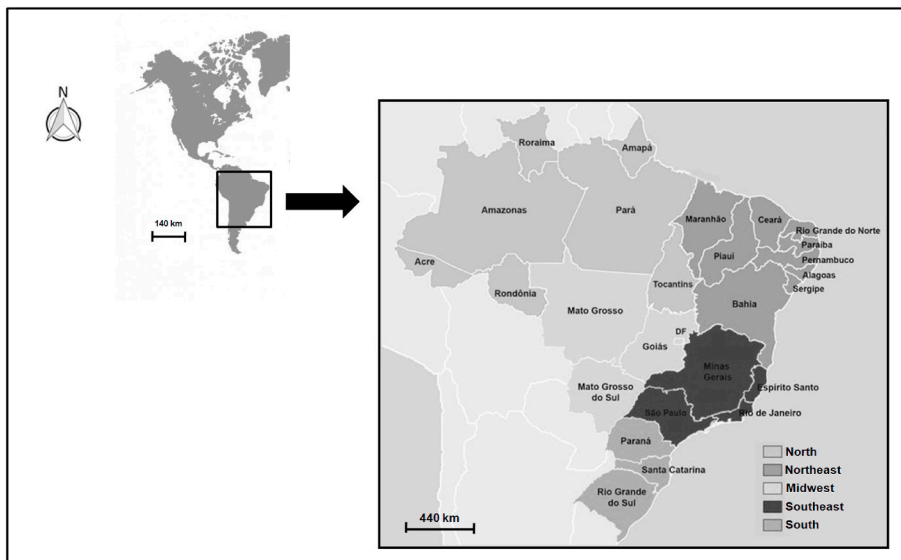 N
140 km
Roraima
Amapá
Amazonas
Pará
Maranhão
Ceará
Rio Grande do Norte
Paraíba
Piauí
Pernambuco
Acre
Alagoas
Tocantins
Sergipe
Rondônia
Bahia
Mato Grosso
DF
Goiás
Minas
Gerais
Mato Grosso
do Sul
Espírito Santo
São Paulo
Rio de Janeiro
Paraná
Santa Catarina
Rio Grande
do Sul
North
Northeast
Midwest
Southeast
South
440 km